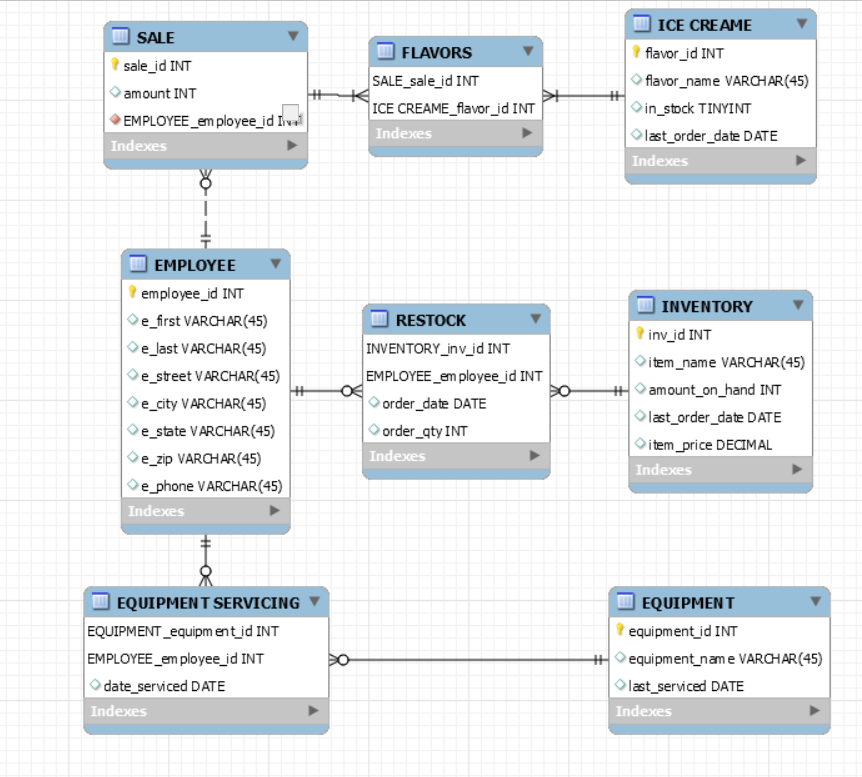 SALE
sale_id INT
amount INT
EMPLOYEE_employee_id INT
Indexes
FLAVORS
SALE_sale_id INT
ICE CREAME_flavor_id INT
Indexes
ICE CREAME
flavor_id INT
flavor_name VARCHAR(45)
in_stock TINYINT
last_order_date DATE
Indexes
EMPLOYEE
employee_id INT
e_first VARCHAR(45)
e_last VARCHAR(45)
e_street VARCHAR(45)
e_city VARCHAR(45)
e_state VARCHAR(45)
e_zip VARCHAR(45)
e_phone VARCHAR(45)
Indexes
RESTOCK
INVENTORY_inv_id INT
EMPLOYEE_employee_id INT
order_date DATE
order_qty INT
Indexes
INVENTORY
inv_id INT
item_name VARCHAR(45)
amount_on_hand INT
last_order_date DATE
item_price DECIMAL
Indexes
EQUIPMENT SERVICING
EQUIPMENT_equipment_id INT
EMPLOYEE_employee_id INT
date_serviced DATE
Indexes
EQUIPMENT
equipment_id INT
equipment_name VARCHAR(45)
last_serviced DATE
Indexes